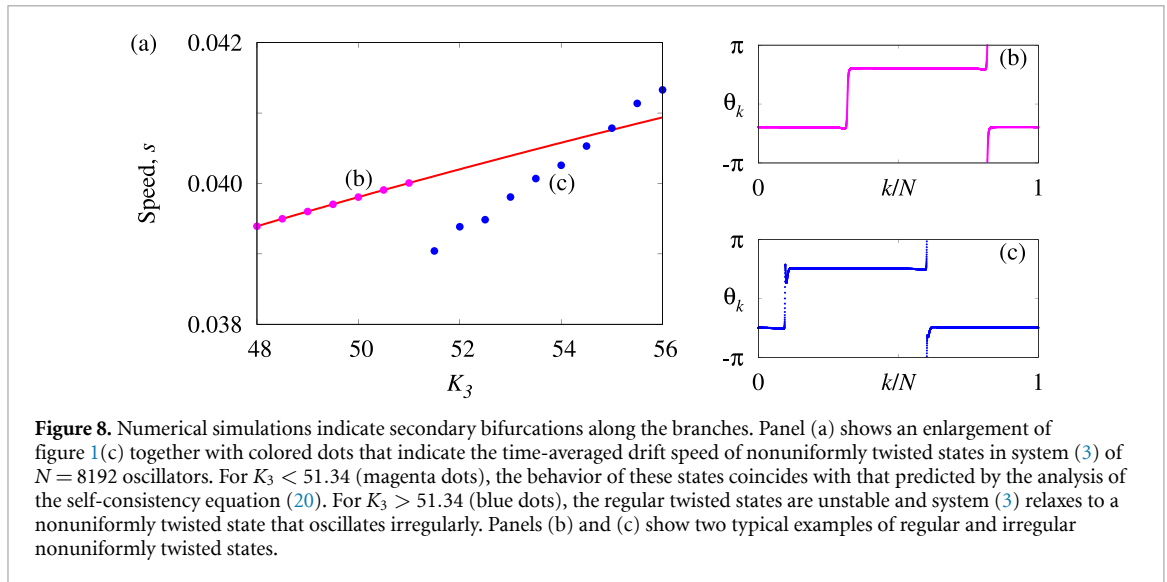 (a)
0.042
0.040
0.038
Speed, s
48
50
52
54
56
K₃
(b)
(c)
π
θₖ
-π
(b)
0
k/N
1
π
θₖ
-π
(c)
0
k/N
1
Figure 8. Numerical simulations indicate secondary bifurcations along the branches. Panel (a) shows an enlargement of
figure 1(c) together with colored dots that indicate the time-averaged drift speed of nonuniformly twisted states in system (3) of
N = 8192 oscillators. For K₃ < 51.34 (magenta dots), the behavior of these states coincides with that predicted by the analysis of
the self-consistency equation (20). For K₃ > 51.34 (blue dots), the regular twisted states are unstable and system (3) relaxes to a
nonuniformly twisted state that oscillates irregularly. Panels (b) and (c) show two typical examples of regular and irregular
nonuniformly twisted states.